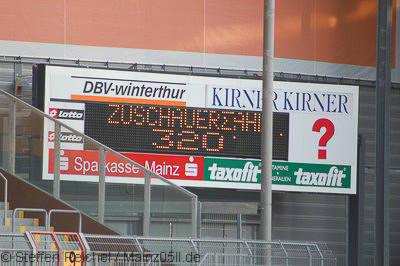 DBV-winterthur
KIRNER KIRNER
Lotto
Lotto
ZUSCHAUERZAHL
320
?
Sparkasse Mainz
taxofit
taxofit
© Steffen Reichel / Mainz05II.de